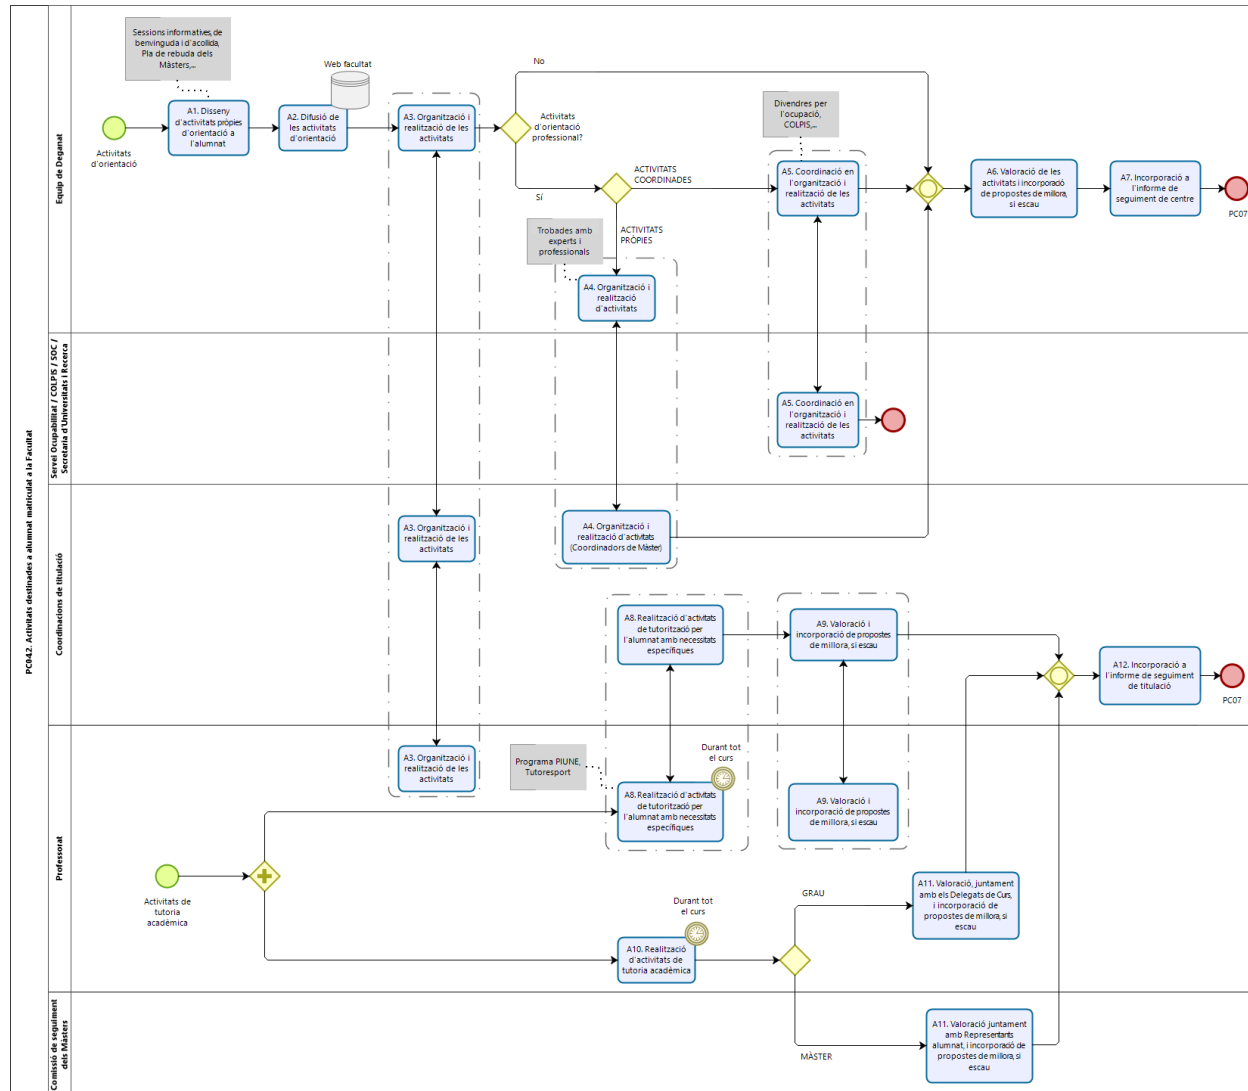 PC04.2. Activitats destinades a alumnat matriculat a la Facultat
Equip de Deganat
Sessions informatives, de
benvinguda i d'acollida,
Pla de rebuda dels
Màsters,...
Web facultat
Activitats
d'orientació
A1. Disseny
d'activitats pròpies
d'orientació a
l'alumnat
A2. Difusió de
les activitats
d'orientació
A3. Organització i
realització de les
activitats
Activitats
d'orientació
professional?
No
Sí
ACTIVITATS
COORDINADES
ACTIVITATS
PRÒPIES
Divendres per
l'ocupació,
COLPIS,...
A5. Coordinació en
l'organització i
realització de les
activitats
A6. Valoració de les
activitats i incorporació
de propostes de millora,
si escau
A7. Incorporació a
l'informe de
seguiment de centre
PC07
Trobades amb
experts i
professionals
A4. Organització i
realització
d'activitats
Servei Ocupabilitat / COLPIS / SOC /
Secretaria d'Universitats i Recerca
A5. Coordinació en
l'organització i
realització de les
activitats
Coordinacions de titulació
A3. Organització i
realització de les
activitats
A4. Organització i
realització d'activitats
(Coordinadors de Màster)
A8. Realització d'activitats
de tutorització per
l'alumnat amb necessitats
específiques
A9. Valoració i
incorporació de propostes
de millora, si escau
A12. Incorporació a
l'informe de seguiment
de titulació
PC07
Professorat
A3. Organització i
realització de les
activitats
Programa PIUNE,
Tutoresport
Durant tot
el curs
A8. Realització d'activitats
de tutorització per
l'alumnat amb necessitats
específiques
A9. Valoració i
incorporació de propostes
de millora, si escau
Activitats de
tutoria
acadèmica
Durant tot
el curs
A10. Realització
d'activitats de
tutoria acadèmica
GRAU
A11. Valoració, juntament
amb els Delegats de Curs,
i incorporació de
propostes de millora, si
escau
MÀSTER
Comissió de seguiment
dels Màsters
A11. Valoració juntament
amb Representants
alumnat, i incorporació de
propostes de millora, si
escau